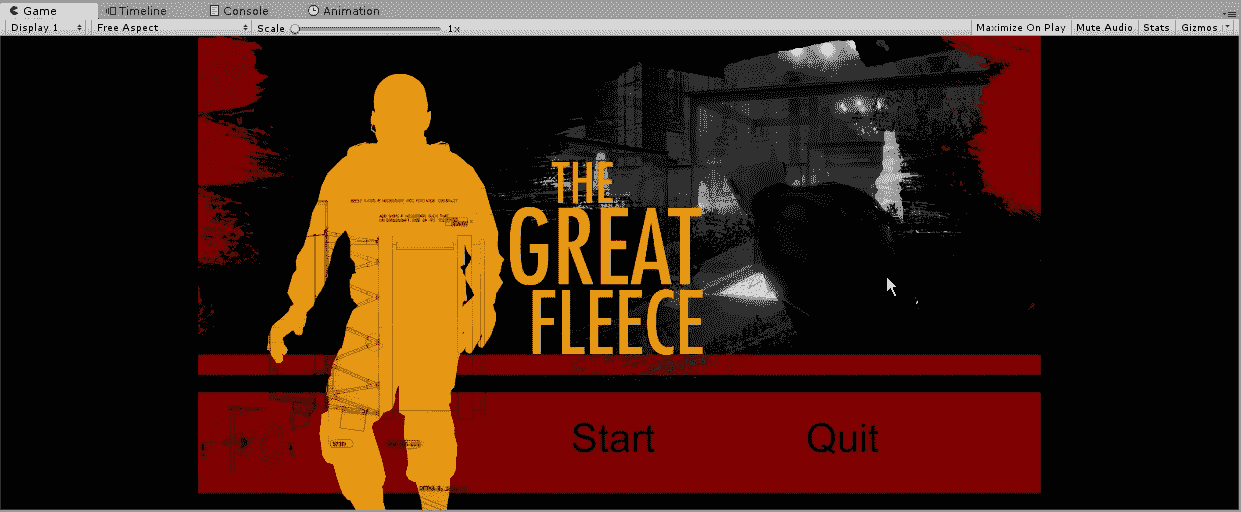 Game Timeline Console Animation
Display 1 Free Aspect Scale 1x Maximize On Play Mute Audio Stats Gizmos
THE
GREAT
FLEECE
Start Quit